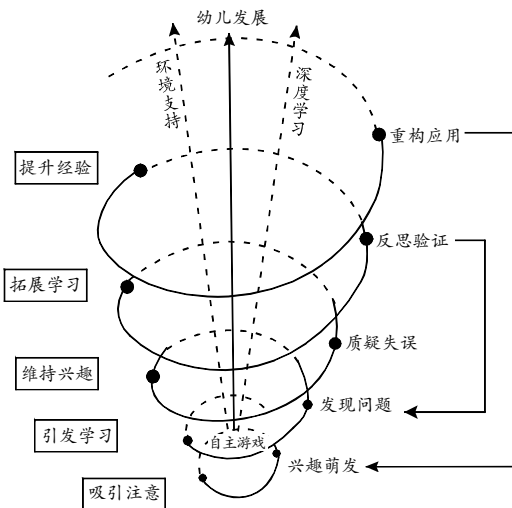 幼儿发展
环境支持
深度学习
重构应用
提升经验
反思验证
拓展学习
质疑失误
维持兴趣
发现问题
引发学习
自主游戏
兴趣萌发
吸引注意